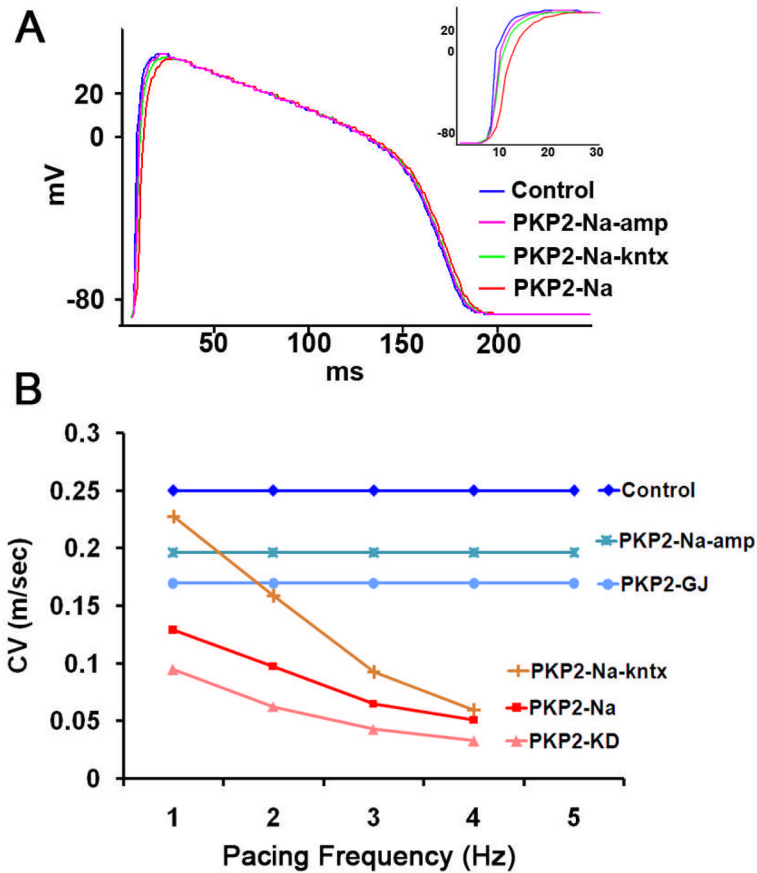 A
mV
20
0
-80
50
100
150
200
ms
20
0
-80
10
20
30
Control
PKP2-Na-amp
PKP2-Na-kntx
PKP2-Na
B
CV (m/sec)
0.3
0.25
0.2
0.15
0.1
0.05
0
1
2
3
4
5
Pacing Frequency (Hz)
Control
PKP2-Na-amp
PKP2-GJ
PKP2-Na-kntx
PKP2-Na
PKP2-KD